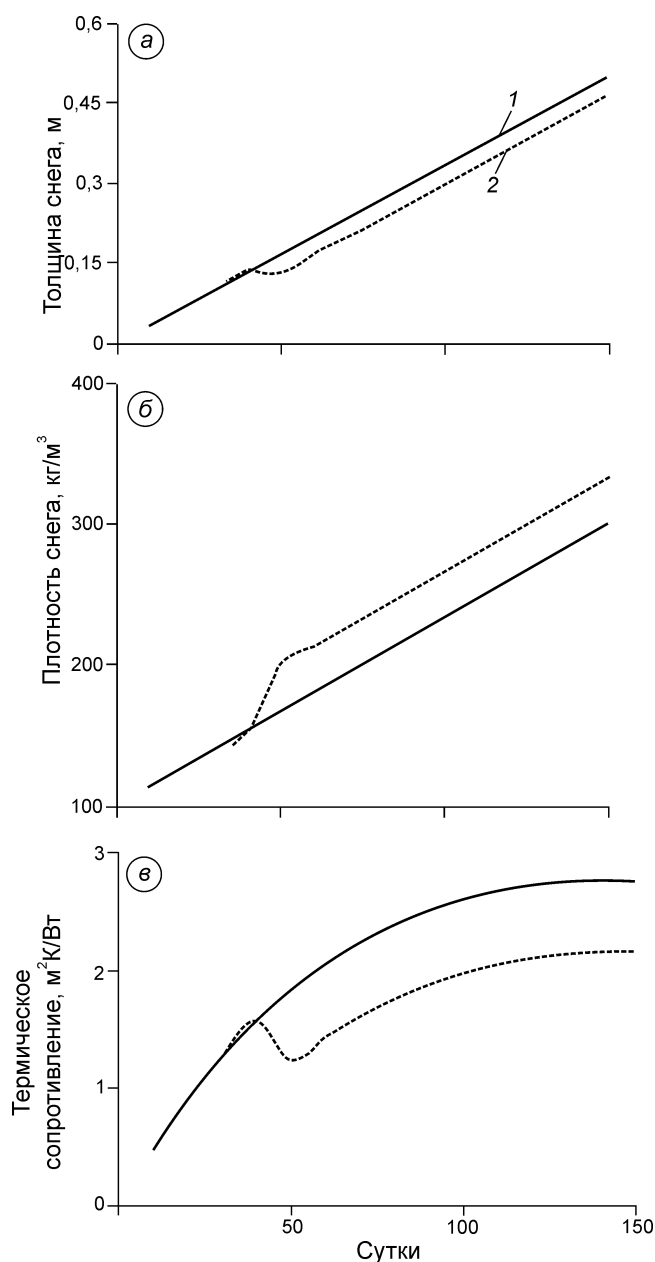 а
0,6
0,45
0,3
0,15
0
Толщина снега, м
1
2
б
400
300
200
100
Плотность снега, кг/м³
в
3
2
1
0
Термическое
сопротивление, м²К/Вт
50
100
150
Сутки